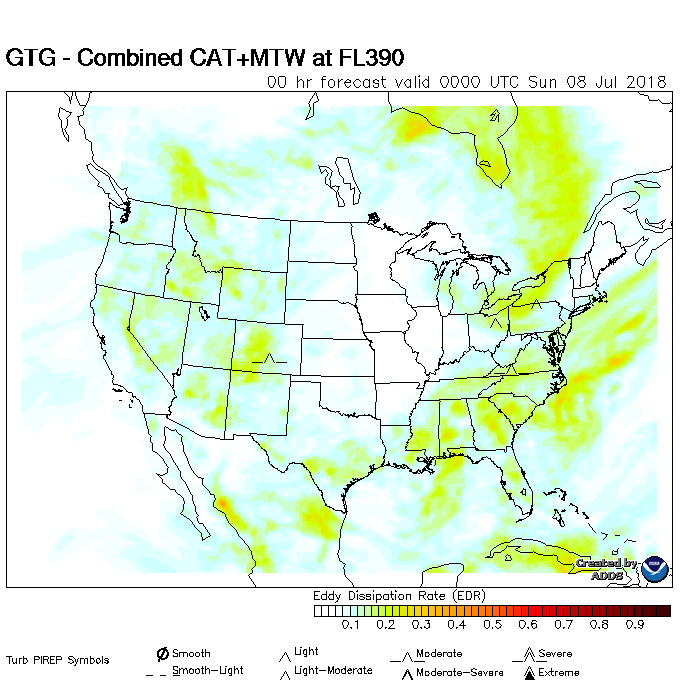 GTG - Combined CAT+MTW at FL390
00 hr forecast valid 0000 UTC Sun 08 Jul 2018
Created by
ADDS
Eddy Dissipation Rate (EDR)
0.1 0.2 0.3 0.4 0.5 0.6 0.7 0.8 0.9
Turb PIREP Symbols
Smooth Light Moderate Severe
Smooth-Light Light-Moderate Moderate-Severe Extreme